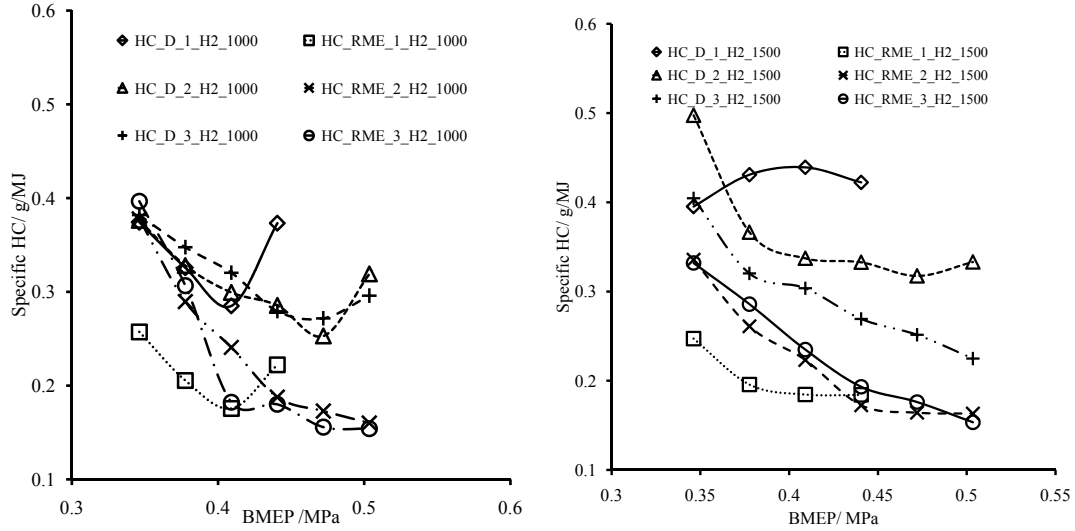 0.6
0.5
0.4
0.3
0.2
0.1
Specific HC/ g/MJ
HC_D_1_H2_1000
HC_RME_1_H2_1000
HC_D_2_H2_1000
HC_RME_2_H2_1000
HC_D_3_H2_1000
HC_RME_3_H2_1000
0.3
0.4
0.5
0.6
BMEP /MPa
0.6
0.5
0.4
0.3
0.2
0.1
Specific HC/ g/MJ
HC_D_1_H2_1500
HC_RME_1_H2_1500
HC_D_2_H2_1500
HC_RME_2_H2_1500
HC_D_3_H2_1500
HC_RME_3_H2_1500
0.3
0.35
0.4
0.45
0.5
0.55
BMEP/ MPa